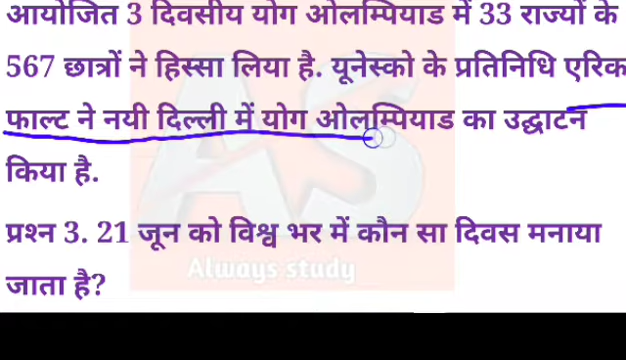 आयोजित 3 दिवसीय योग ओलम्पियाड में 33 राज्यों के
567 छात्रों ने हिस्सा लिया है. यूनेस्को के प्रतिनिधि एरिक
फाल्ट ने नयी दिल्ली में योग ओलम्पियाड का उद्घाटन
किया है.
प्रश्न 3. 21 जून को विश्व भर में कौन सा दिवस मनाया
जाता है?
AS
Always study